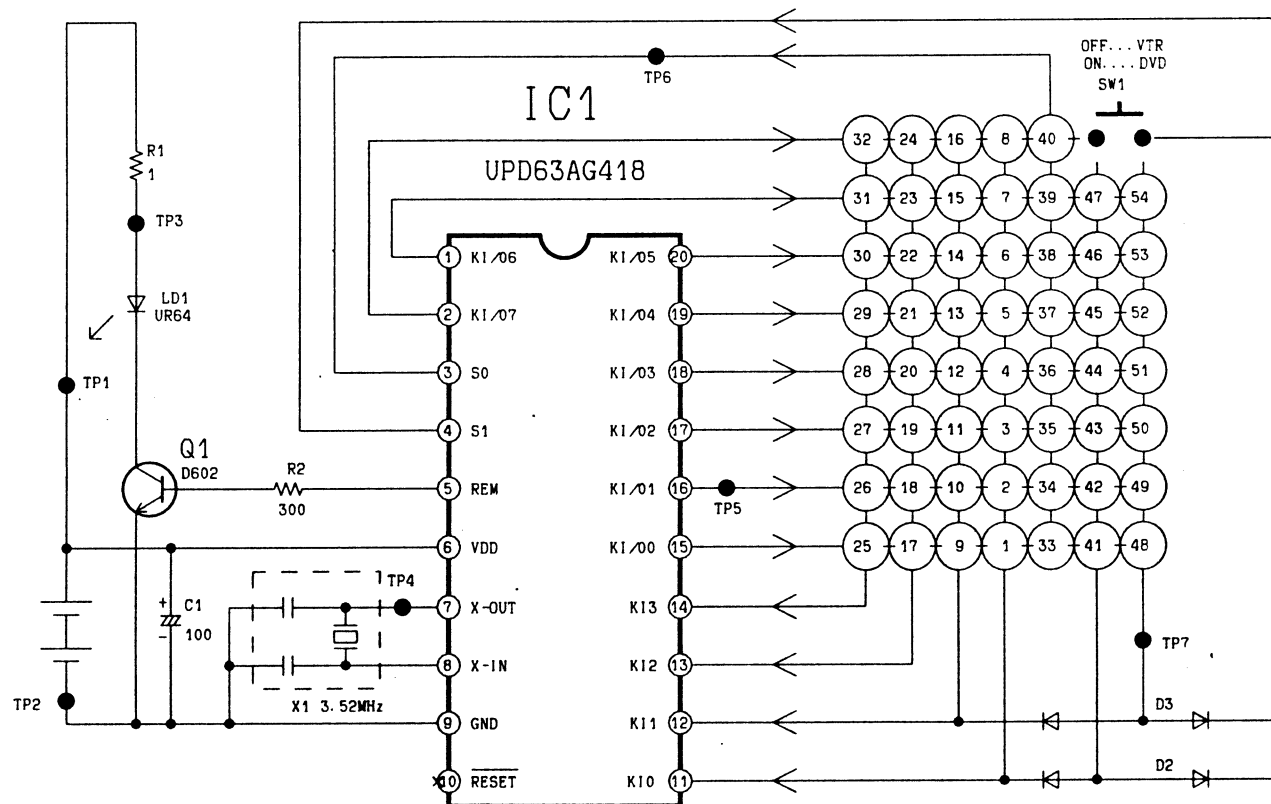 OFF...VTR
ON....DVD
SW1
TP6
IC1
UPD63AG418
R1
1
TP3
LD1
UR64
TP1
Q1
D602
R2
300
TP4
C1
+
100
-
X1 3.52MHz
TP2
1 KI/06
2 KI/07
3 S0
4 S1
5 REM
6 VDD
7 X-OUT
8 X-IN
9 GND
x10 RESET
KI/05 20
KI/04 19
KI/03 18
KI/02 17
KI/01 16
KI/00 15
KI3 14
KI2 13
KI1 12
KI0 11
TP5
32 24 16 8 40
31 23 15 7 39 47 54
30 22 14 6 38 46 53
29 21 13 5 37 45 52
28 20 12 4 36 44 51
27 19 11 3 35 43 50
26 18 10 2 34 42 49
25 17 9 1 33 41 48
TP7
D3
D2